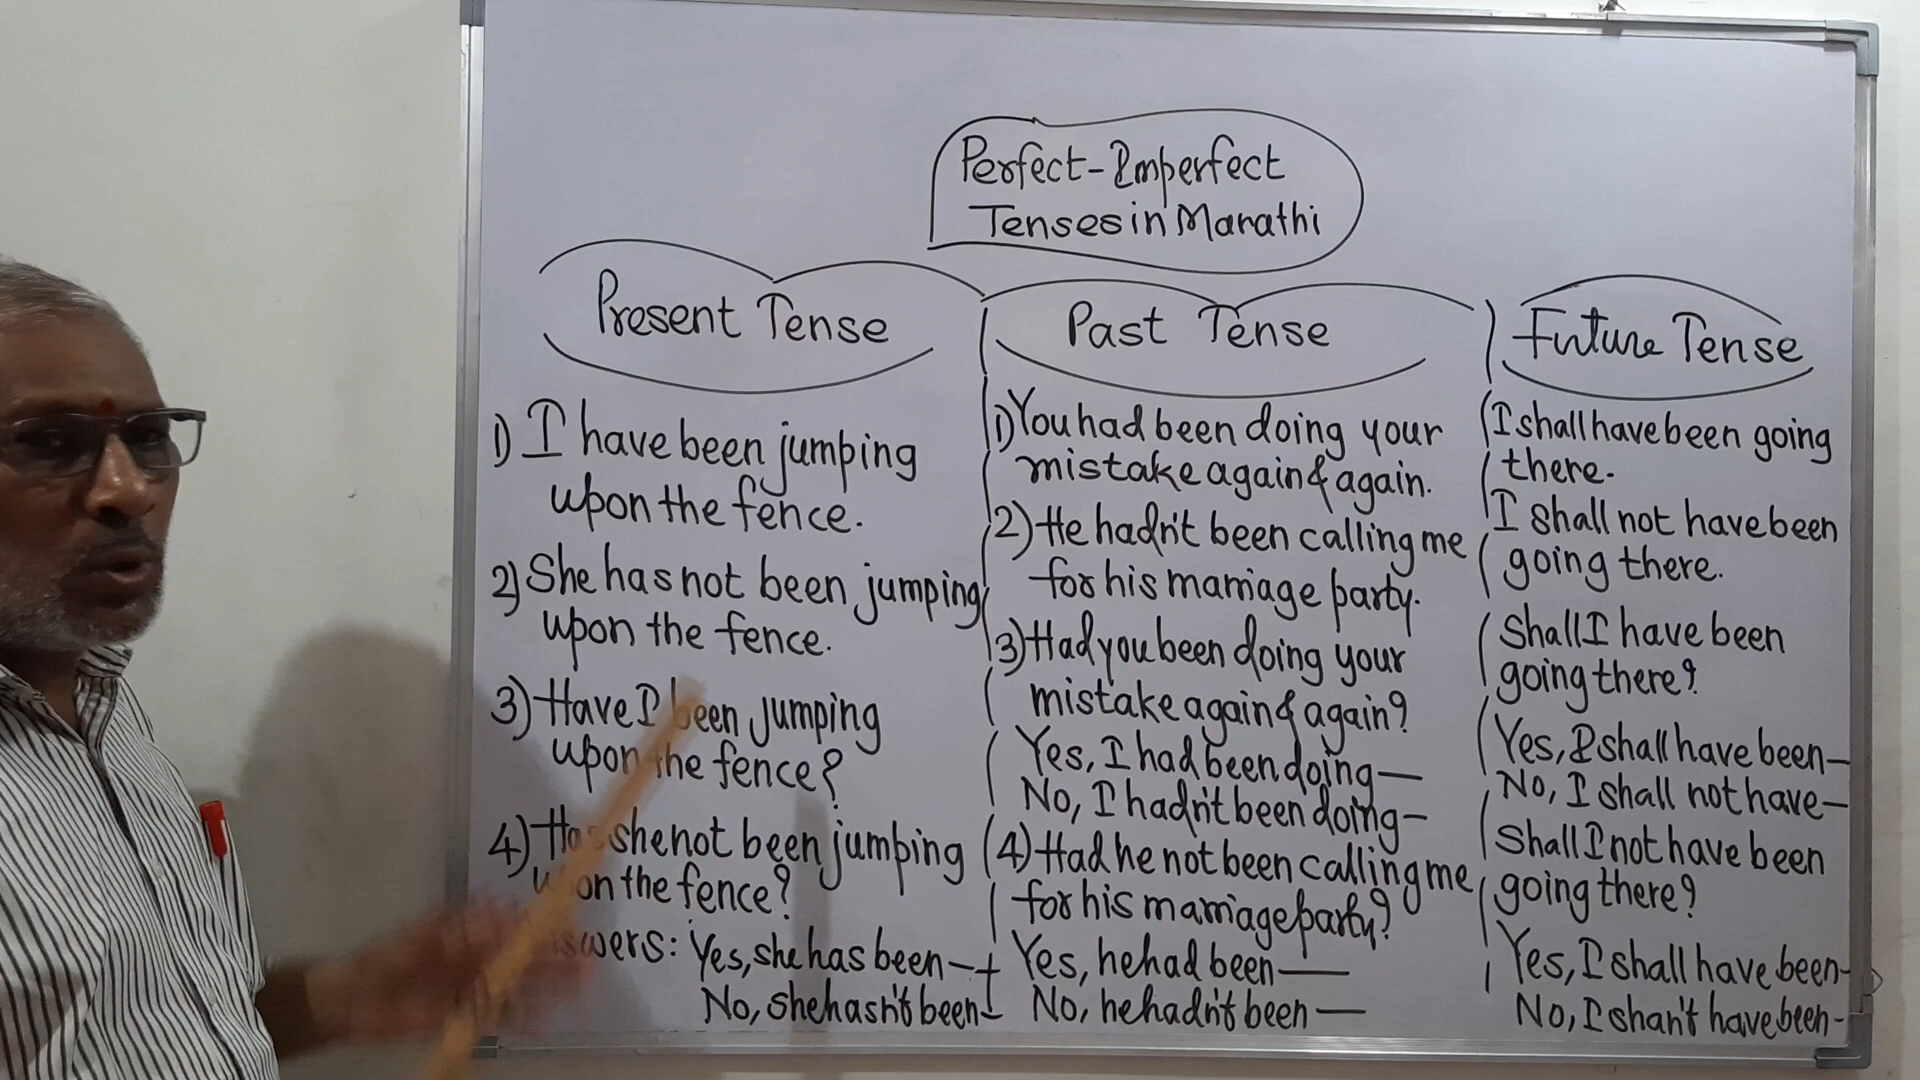 Perfect-Imperfect
Tenses in Marathi
Present Tense
1) I have been jumping
upon the fence.
2) She has not been jumping
upon the fence.
3) Have I been jumping
upon the fence?
4) Has she not been jumping
upon the fence?
Answers: Yes, she has been—
No, she hasn't been—
Past Tense
1) You had been doing your
mistake again & again.
2) He hadn't been calling me
for his marriage party.
3) Had you been doing your
mistake again & again?
Yes, I had been doing—
No, I hadn't been doing—
4) Had he not been calling me
for his marriage party?
Yes, he had been—
No, he hadn't been—
Future Tense
I shall have been going
there.
I shall not have been
going there.
Shall I have been
going there?
Yes, I shall have been—
No, I shall not have—
Shall I not have been
going there?
Yes, I shall have been-
No, I shan't have been-